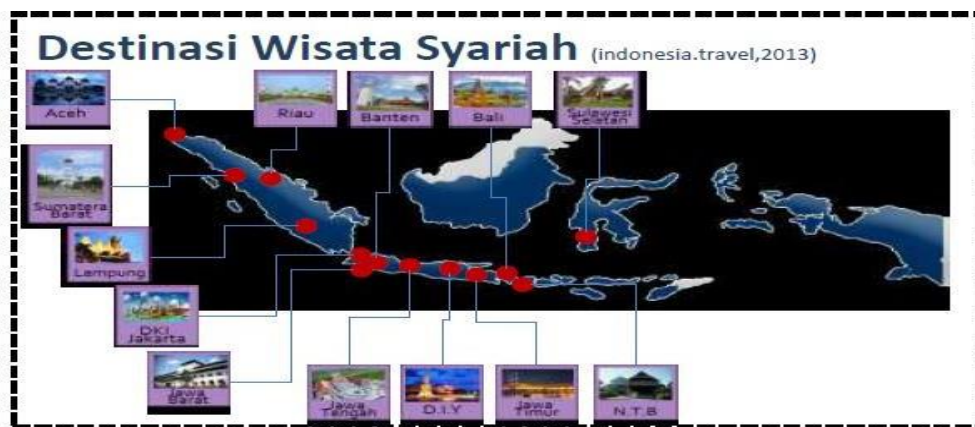 Destinasi Wisata Syariah (indonesia.travel,2013)
Aceh
Riau
Banten
Bali
Sulawesi
Selatan
Sumatera
Barat
Lampung
DKI
Jakarta
Jawa
Barat
Jawa
Tengah
D.I.Y
Jawa
Timur
N.T.B